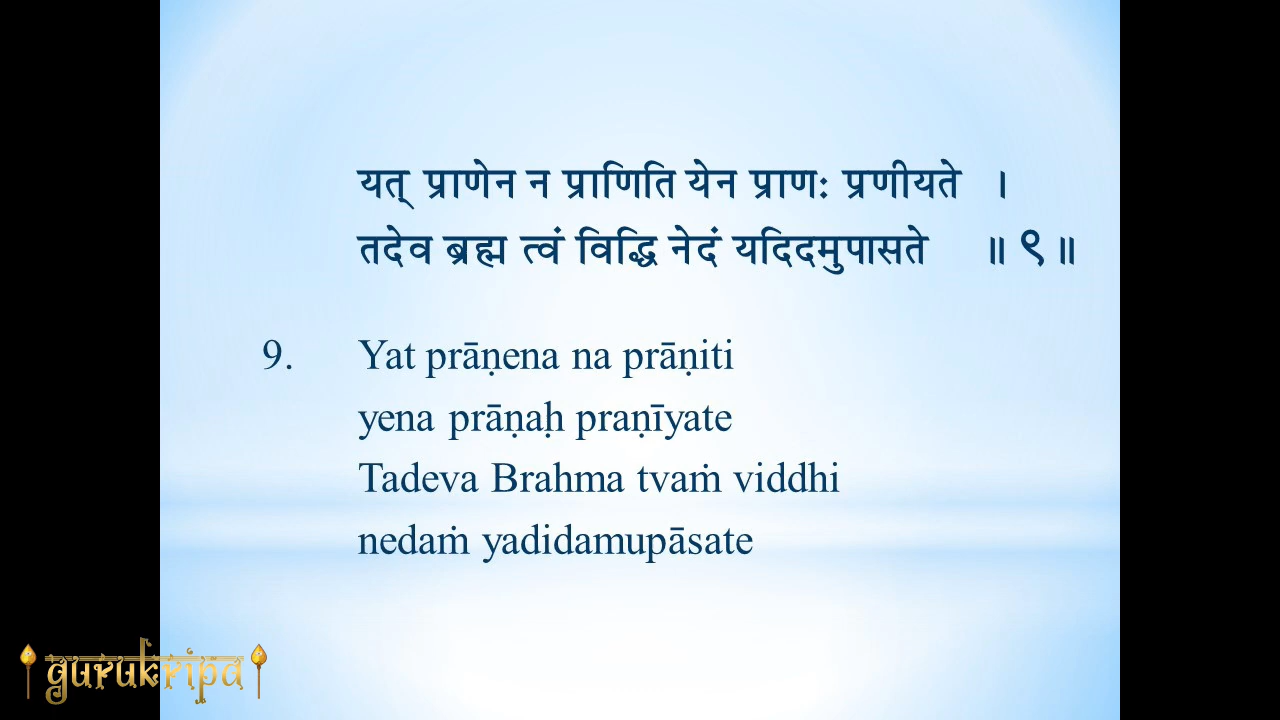 यत् प्राणेन न प्राणिति येन प्राणः प्रणीयते ।
तदेव ब्रह्म त्वं विद्धि नेदं यदिदमुपासते ॥ ९ ॥
9. Yat prāṇena na prāṇiti
yena prāṇaḥ praṇīyate
Tadeva Brahma tvaṁ viddhi
nedaṁ yadidamupāsate
gurukripa